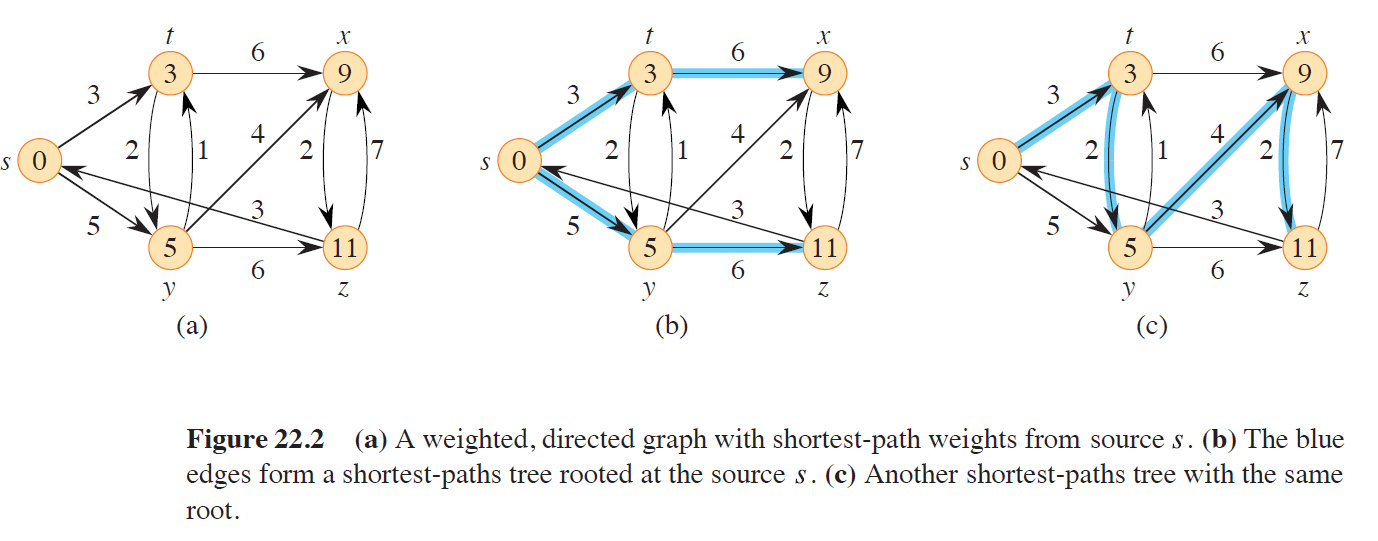 t x t x t x
6 6 6
3 9 3 9 3 9
3 3 3
4 4 4
s 0 2 1 2 7 s 0 2 1 2 7 s 0 2 1 2 7
3 3 3
5 5 5
5 11 5 11 5 11
6 6 6
y z y z y z
(a) (b) (c)
Figure 22.2 (a) A weighted, directed graph with shortest-path weights from source s. (b) The blue
edges form a shortest-paths tree rooted at the source s. (c) Another shortest-paths tree with the same
root.